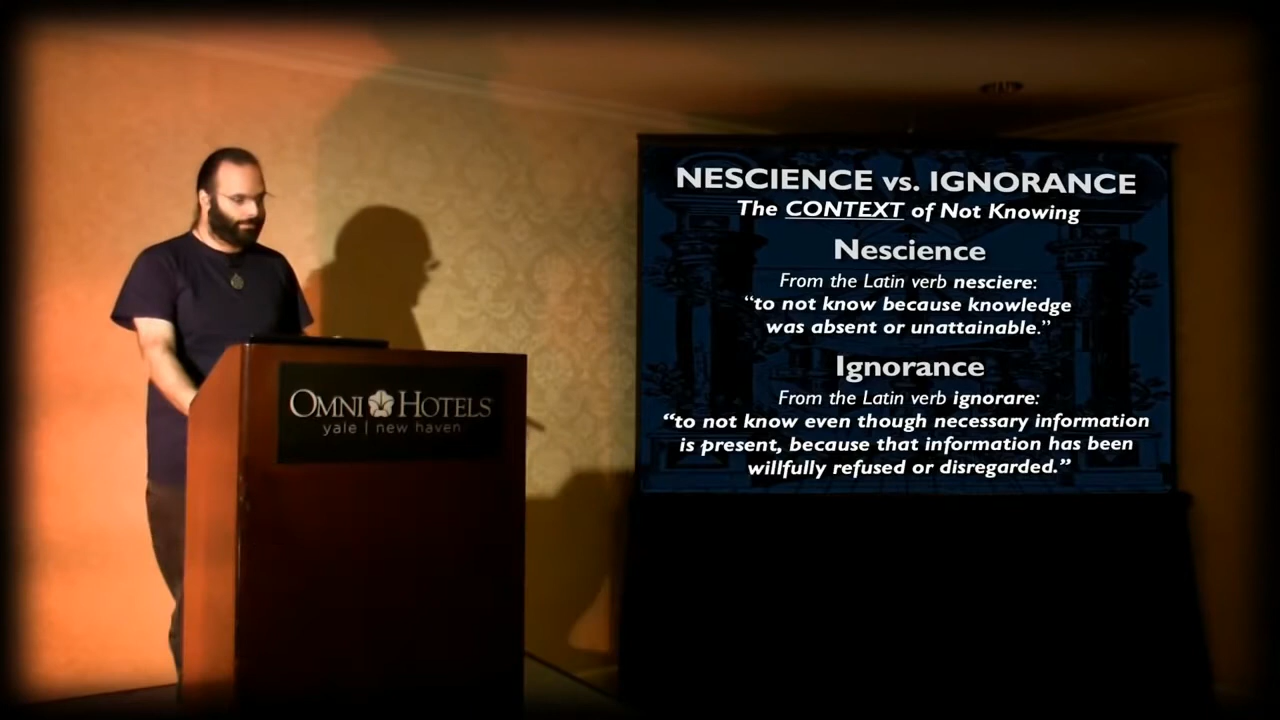 OMNI HOTELS
yale | new haven
NESCIENCE vs. IGNORANCE
The CONTEXT of Not Knowing
Nescience
From the Latin verb nesciere:
“to not know because knowledge
was absent or unattainable.”
Ignorance
From the Latin verb ignorare:
“to not know even though necessary information
is present, because that information has been
willfully refused or disregarded.”